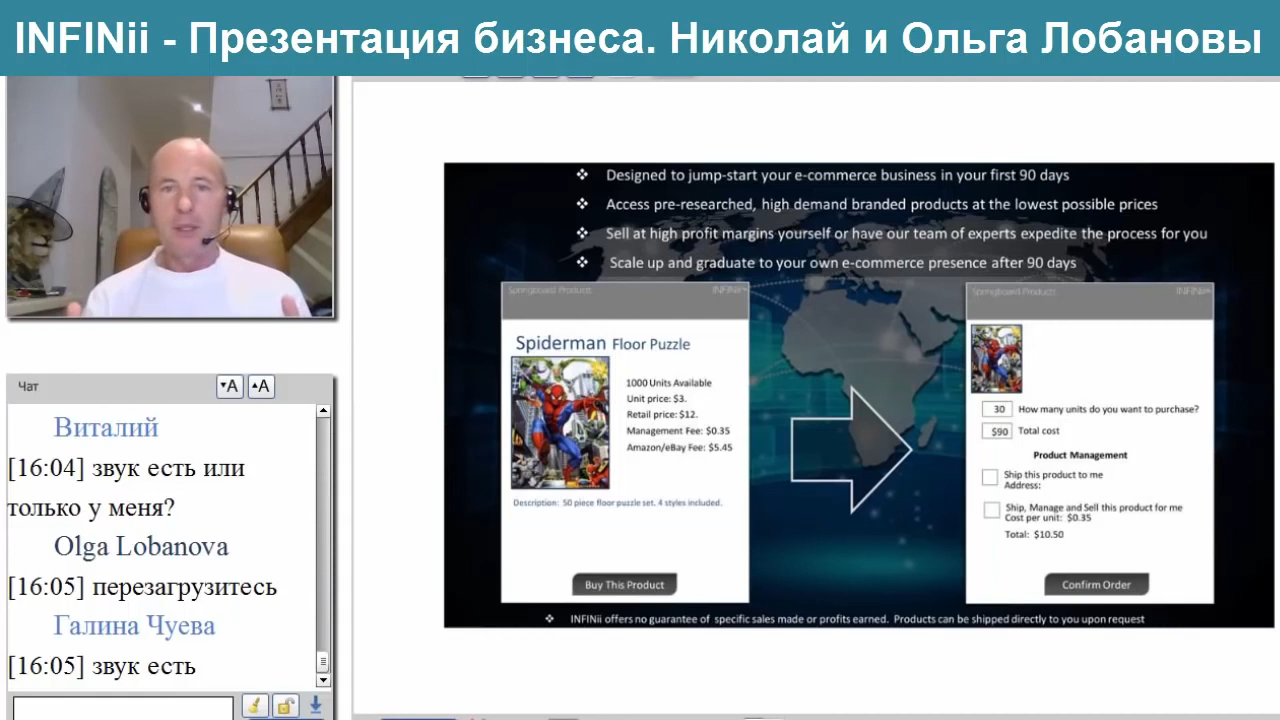 INFINii - Презентация бизнеса. Николай и Ольга Лобановы
Чат
▾A ▴A
Виталий
[16:04] звук есть или
только у меня?
Olga Lobanova
[16:05] перезагрузитесь
Галина Чуева
[16:05] звук есть
❖ Designed to jump-start your e-commerce business in your first 90 days
❖ Access pre-researched, high demand branded products at the lowest possible prices
❖ Sell at high profit margins yourself or have our team of experts expedite the process for you
❖ Scale up and graduate to your own e-commerce presence after 90 days
Springboard Products INFINii
Spiderman Floor Puzzle
1000 Units Available
Unit price: $3.
Retail price: $12.
Management Fee: $0.35
Amazon/eBay Fee: $5.45
Description: 50 piece floor puzzle set. 4 styles included.
Buy This Product
Springboard Products INFINii
30 How many units do you want to purchase?
$90 Total cost
Product Management
Ship this product to me
Address:
Ship, Manage and Sell this product for me
Cost per unit: $0.35
Total: $10.50
Confirm Order
❖ INFINii offers no guarantee of specific sales made or profits earned. Products can be shipped directly to you upon request